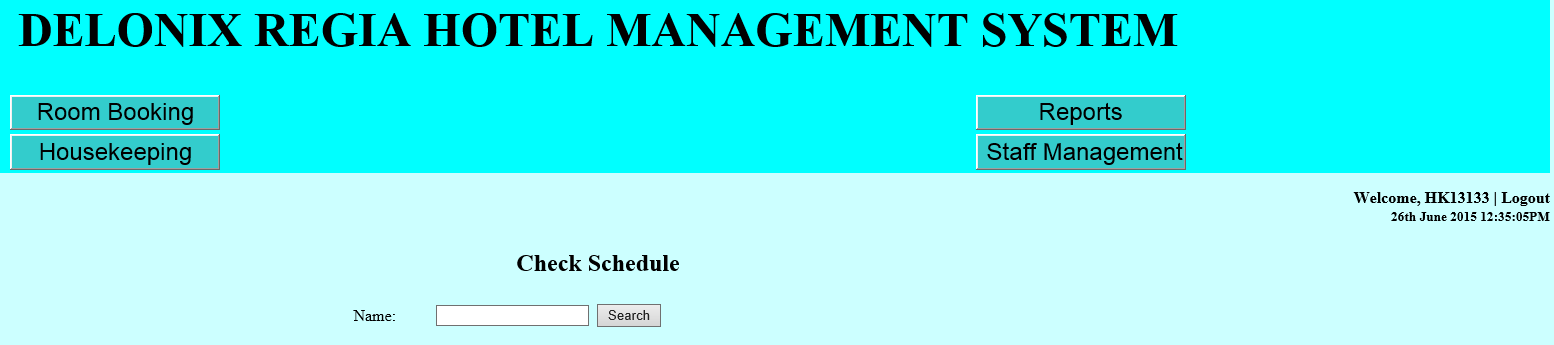 DELONIX REGIA HOTEL MANAGEMENT SYSTEM
Room Booking
Reports
Housekeeping
Staff Management
Welcome, HK13133 | Logout
26th June 2015 12:35:05PM
Check Schedule
Name:
Search